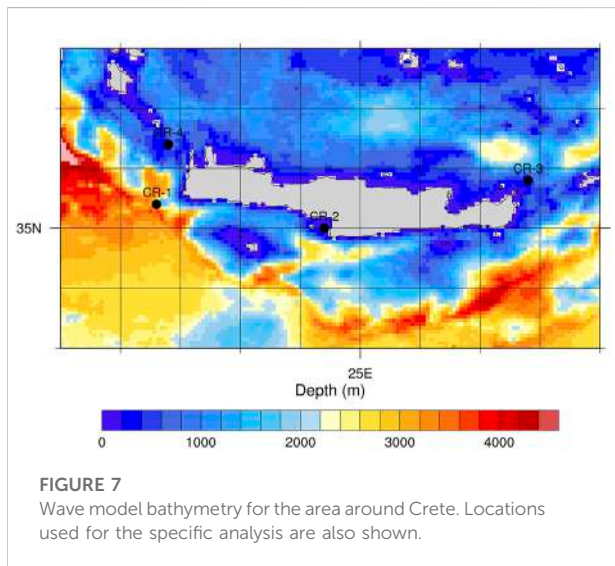 CR-4
CR-3
CR-1
CR-2
35N
25E
Depth (m)
0 1000 2000 3000 4000
FIGURE 7
Wave model bathymetry for the area around Crete. Locations
used for the specific analysis are also shown.